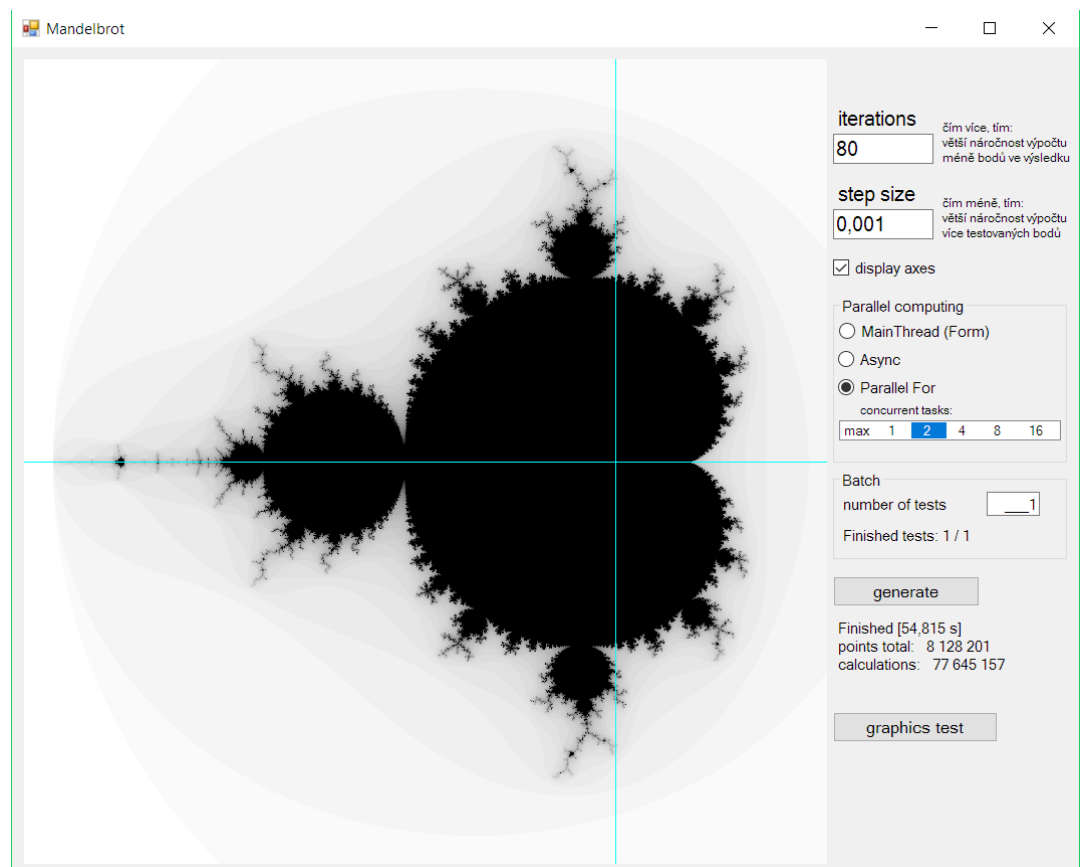 Mandelbrot
iterations
čím více, tím:
80
větší náročnost výpočtu
méně bodů ve výsledku
step size
čím méně, tím:
0,001
větší náročnost výpočtu
více testovaných bodů
display axes
Parallel computing
MainThread (Form)
Async
Parallel For
concurrent tasks:
max 1 2 4 8 16
Batch
number of tests ___1
Finished tests: 1 / 1
generate
Finished [54,815 s]
points total: 8 128 201
calculations: 77 645 157
graphics test